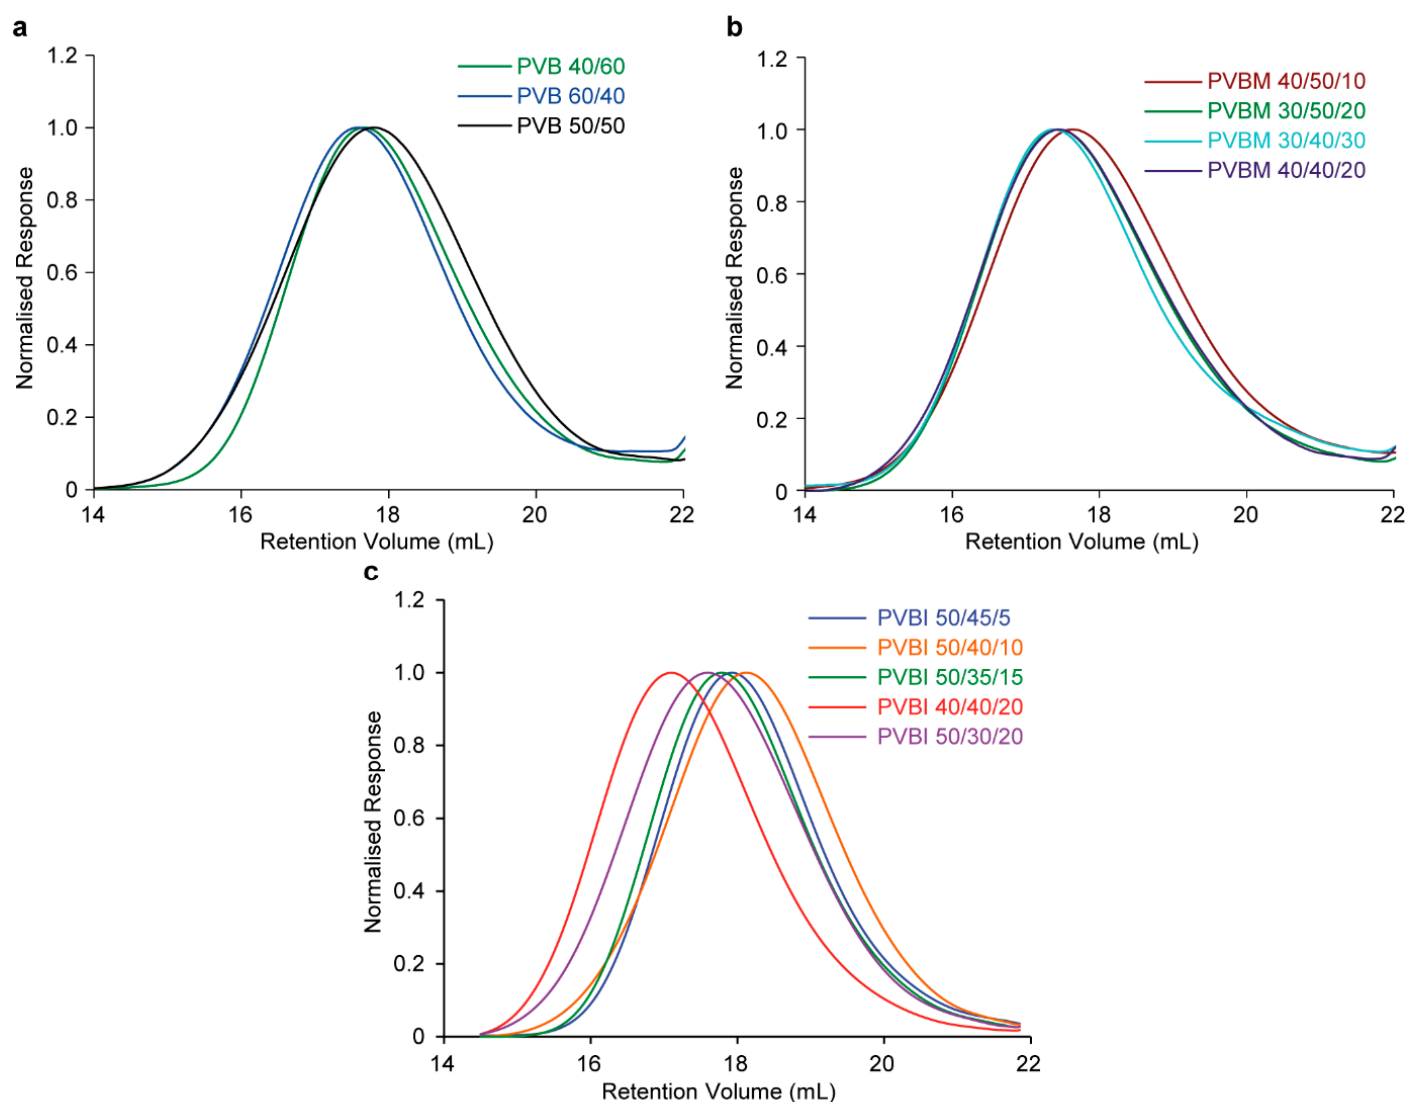 a
1.2
1.0
0.8
0.6
0.4
0.2
0
14 16 18 20 22
Normalised Response
Retention Volume (mL)
PVB 40/60
PVB 60/40
PVB 50/50
b
1.2
1.0
0.8
0.6
0.4
0.2
0
14 16 18 20 22
Normalised Response
Retention Volume (mL)
PVBM 40/50/10
PVBM 30/50/20
PVBM 30/40/30
PVBM 40/40/20
c
1.2
1.0
0.8
0.6
0.4
0.2
0
14 16 18 20 22
Normalised Response
Retention Volume (mL)
PVBI 50/45/5
PVBI 50/40/10
PVBI 50/35/15
PVBI 40/40/20
PVBI 50/30/20